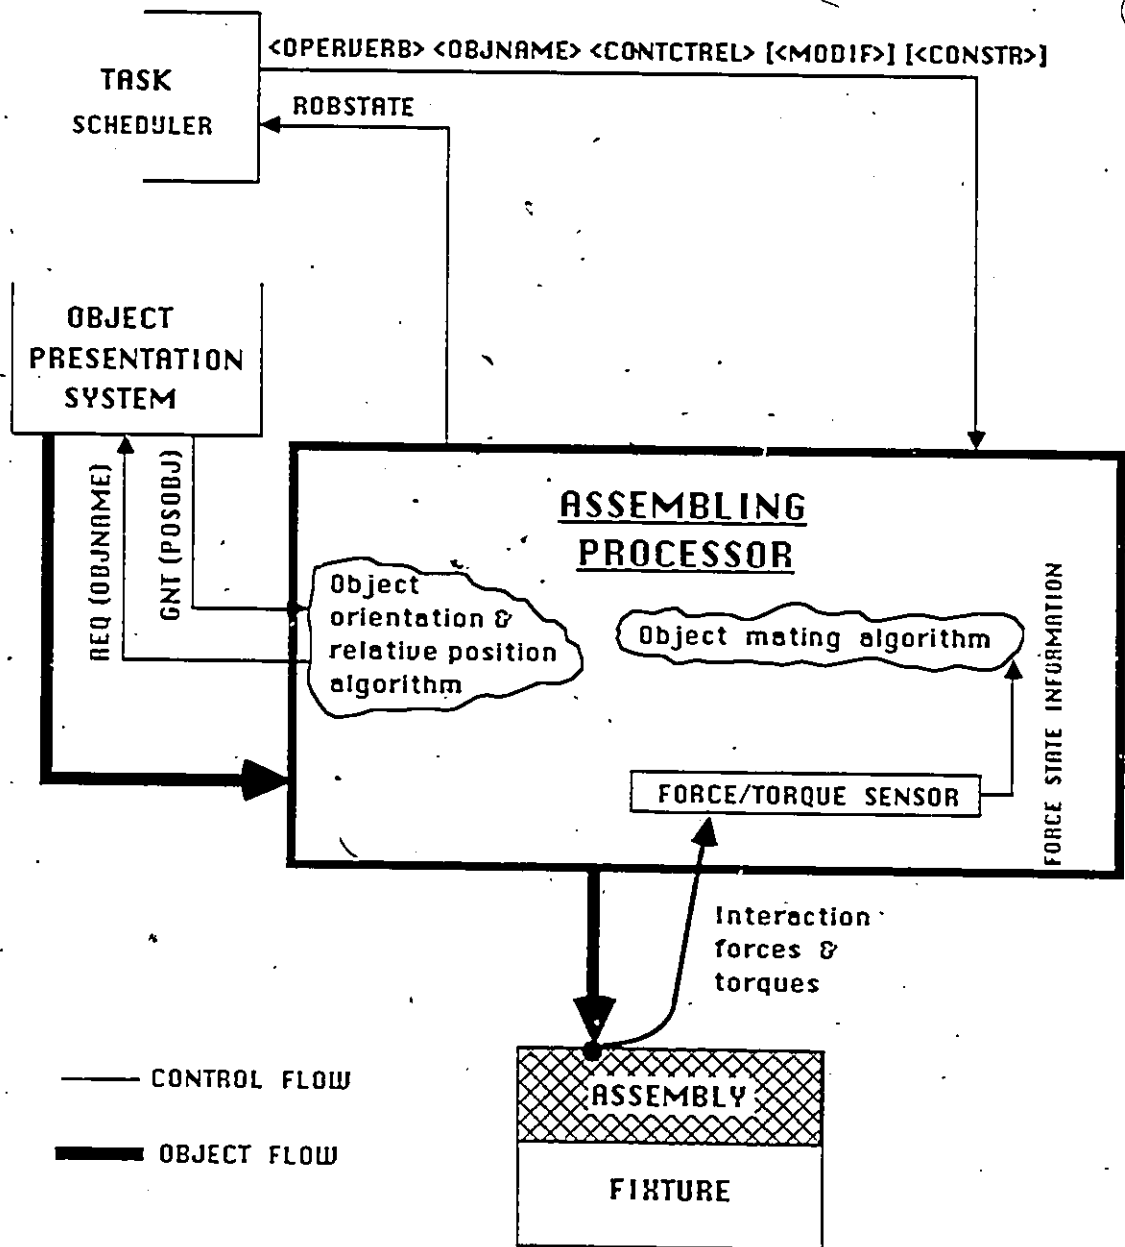 <OPERVERB> <OBJNAME> <CONTCTREL> [<MODIF>] [<CONSTR>]
TASK
SCHEDULER
ROBSTATE
OBJECT
PRESENTATION
SYSTEM
REQ (OBJNAME)
GNT (POSOBJ)
ASSEMBLING
PROCESSOR
Object
orientation &
relative position
algorithm
Object mating algorithm
FORCE STATE INFORMATION
FORCE/TORQUE SENSOR
Interaction
forces &
torques
CONTROL FLOW
OBJECT FLOW
ASSEMBLY
FIXTURE